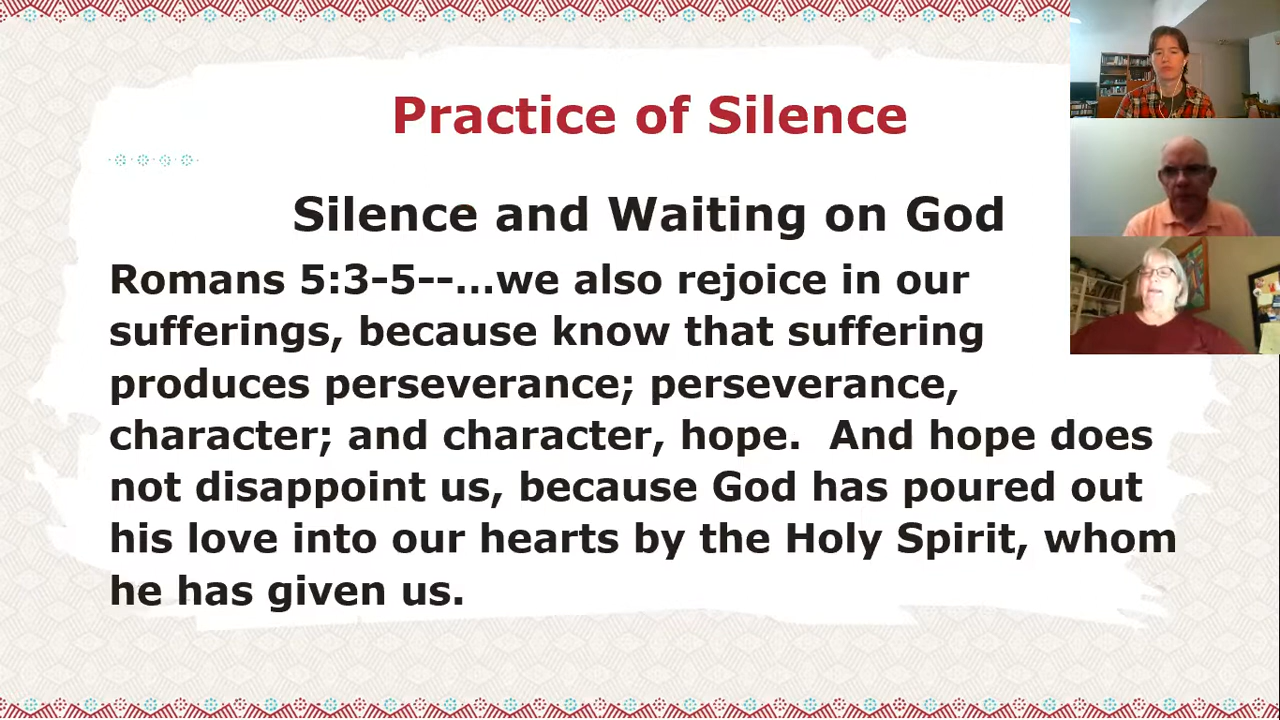 Practice of Silence
Silence and Waiting on God
Romans 5:3-5--...we also rejoice in our
sufferings, because know that suffering
produces perseverance; perseverance,
character; and character, hope.  And hope does
not disappoint us, because God has poured out
his love into our hearts by the Holy Spirit, whom
he has given us.